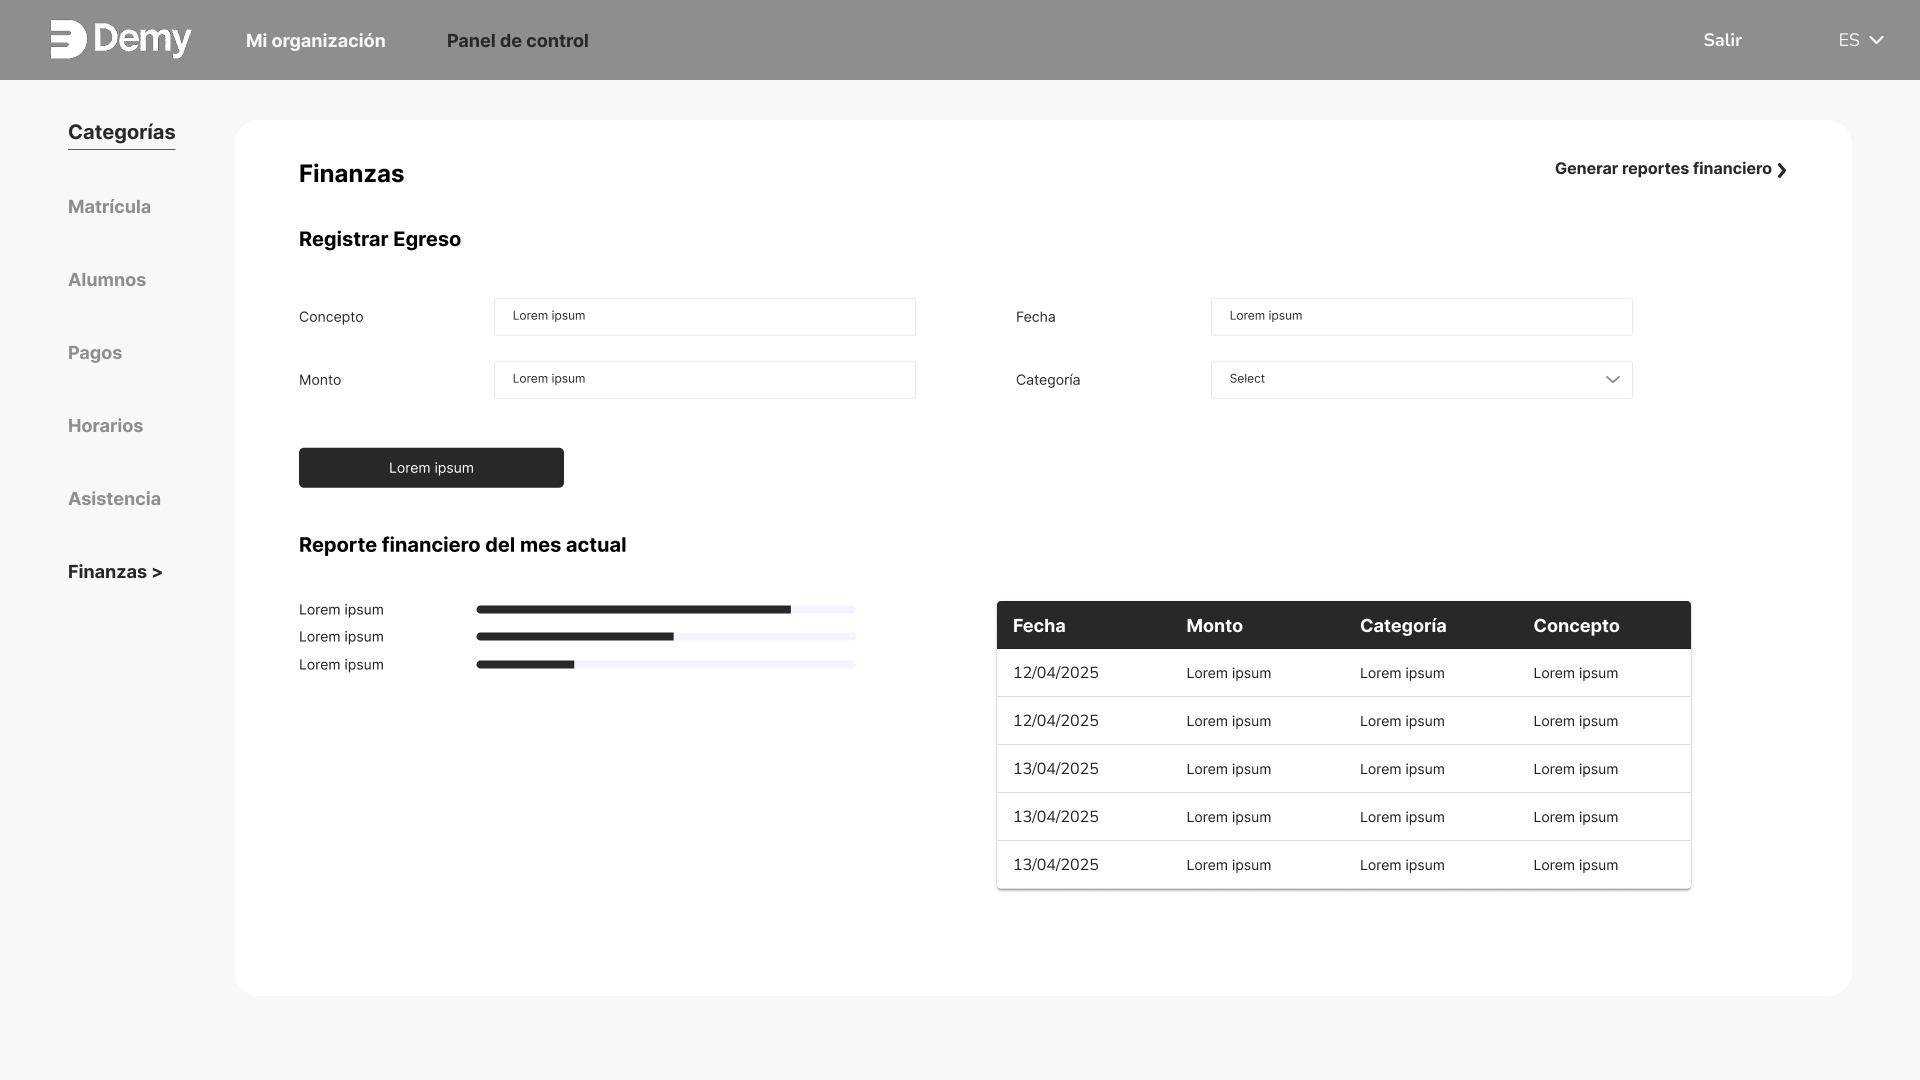 Demy Mi organización Panel de control Salir ES
Categorías
Matrícula
Alumnos
Pagos
Horarios
Asistencia
Finanzas >
Finanzas
Generar reportes financiero
Registrar Egreso
Concepto Lorem ipsum Fecha Lorem ipsum
Monto Lorem ipsum Categoría Select
Lorem ipsum
Reporte financiero del mes actual
Lorem ipsum
Lorem ipsum
Lorem ipsum
Fecha Monto Categoría Concepto
12/04/2025 Lorem ipsum Lorem ipsum Lorem ipsum
12/04/2025 Lorem ipsum Lorem ipsum Lorem ipsum
13/04/2025 Lorem ipsum Lorem ipsum Lorem ipsum
13/04/2025 Lorem ipsum Lorem ipsum Lorem ipsum
13/04/2025 Lorem ipsum Lorem ipsum Lorem ipsum